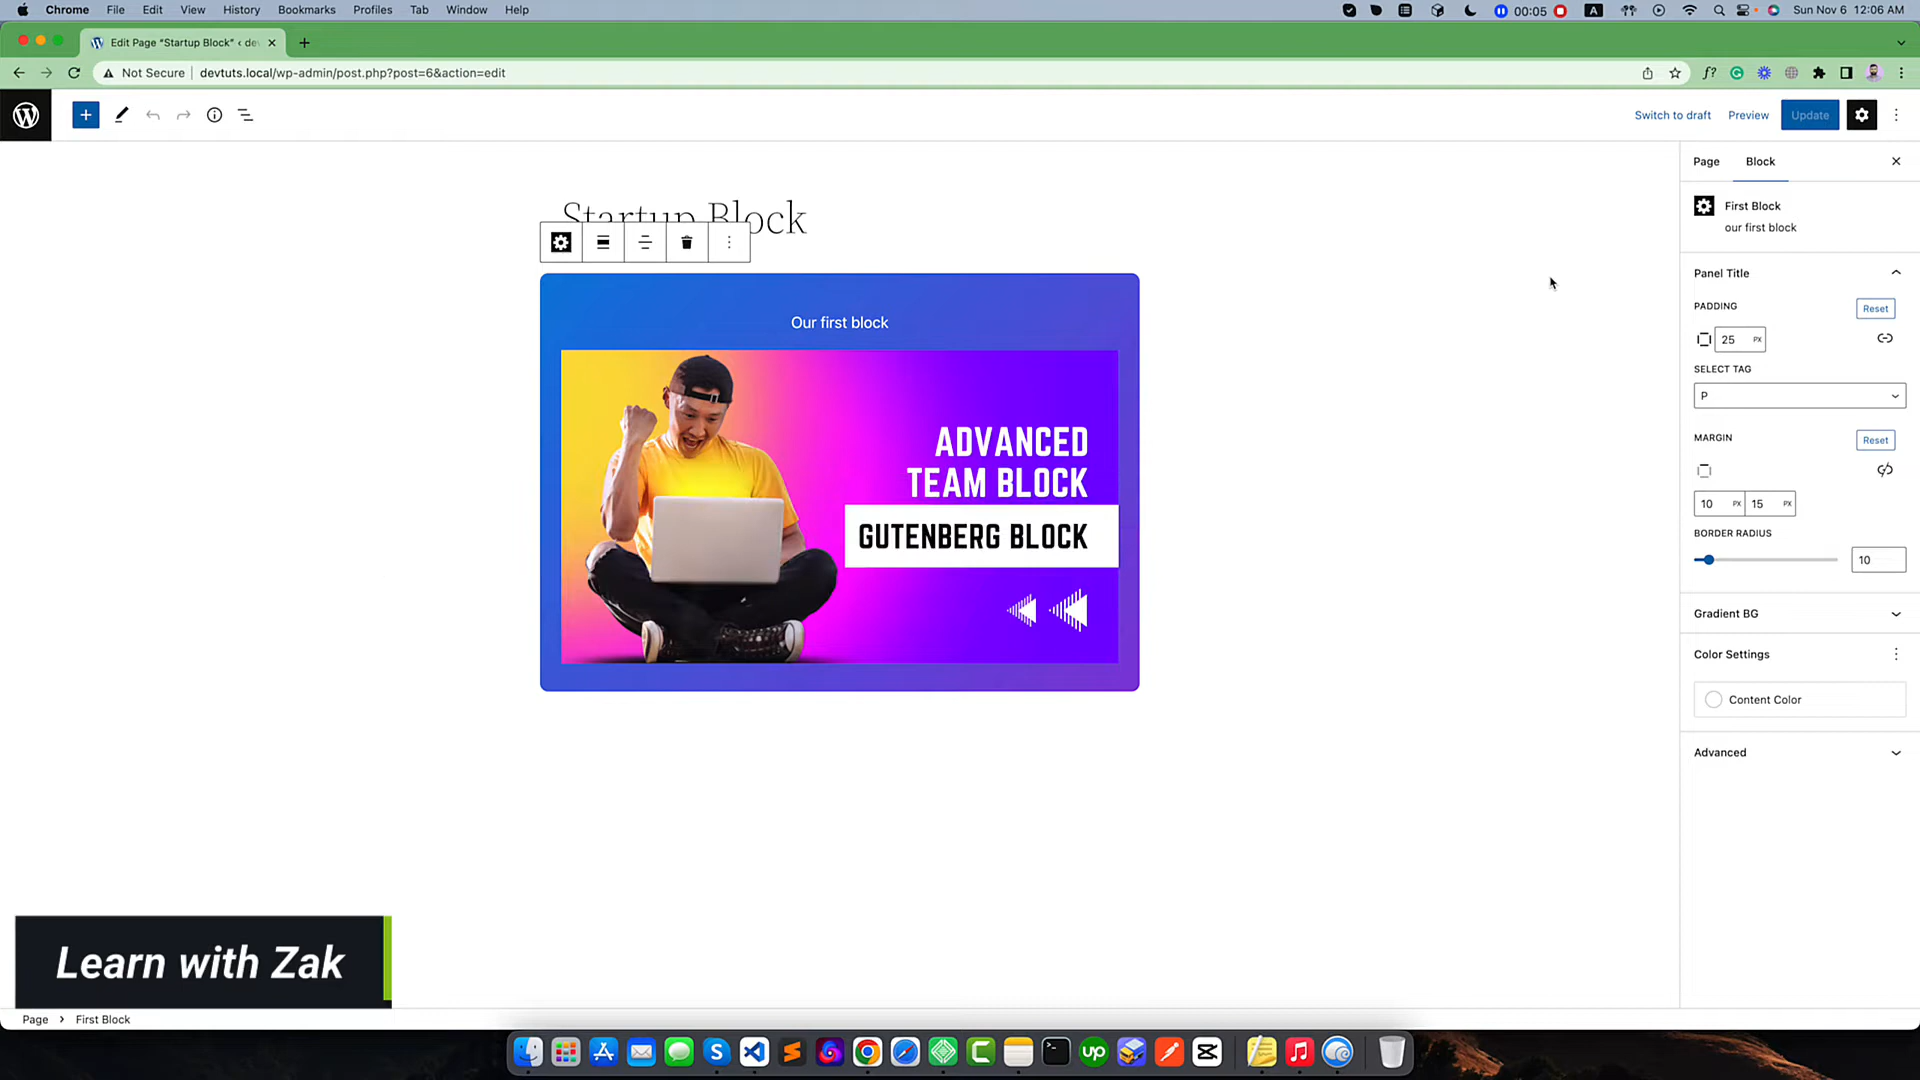 Chrome File Edit View History Bookmarks Profiles Tab Window Help 00:05 A Sun Nov 6 12:06 AM
Edit Page "Startup Block" ‹ de
Not Secure devtuts.local/wp-admin/post.php?post=6&action=edit f?
Switch to draft Preview Update
Page Block
First Block
our first block
Startup Block
Panel Title
PADDING Reset
25 PX
SELECT TAG
P
MARGIN Reset
10 PX 15 PX
BORDER RADIUS
10
Gradient BG
Color Settings
Content Color
Advanced
Our first block
ADVANCED
TEAM BLOCK
GUTENBERG BLOCK
Learn with Zak
Page › First Block
up